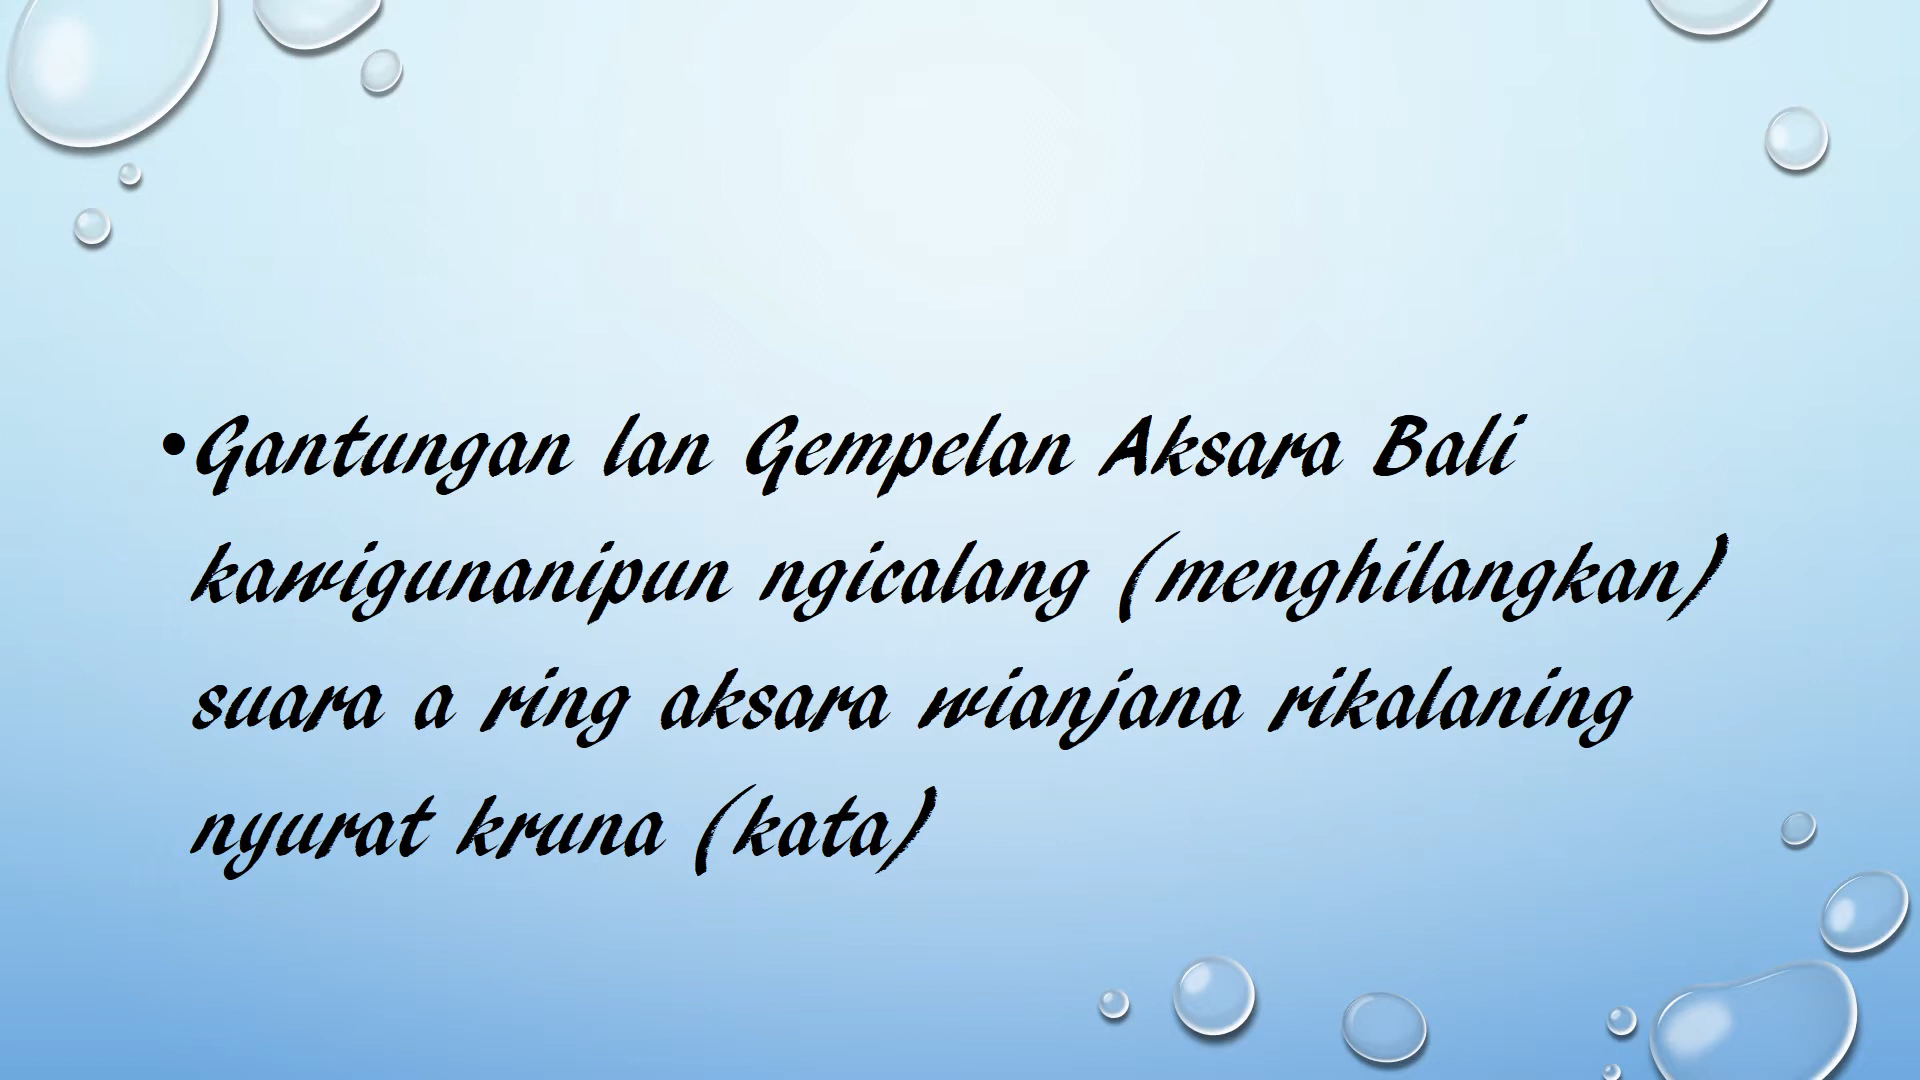 •Gantungan lan Gempelan Aksara Bali
kawigunanipun ngicalang (menghilangkan)
suara a ring aksara wianjana rikalaning
nyurat kruna (kata)